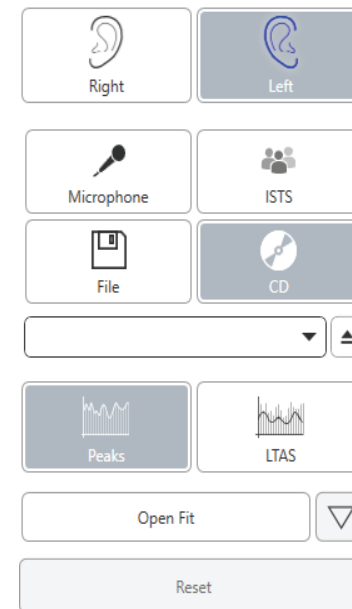 Right
Left
Microphone
ISTS
File
CD
Peaks
LTAS
Open Fit
Reset